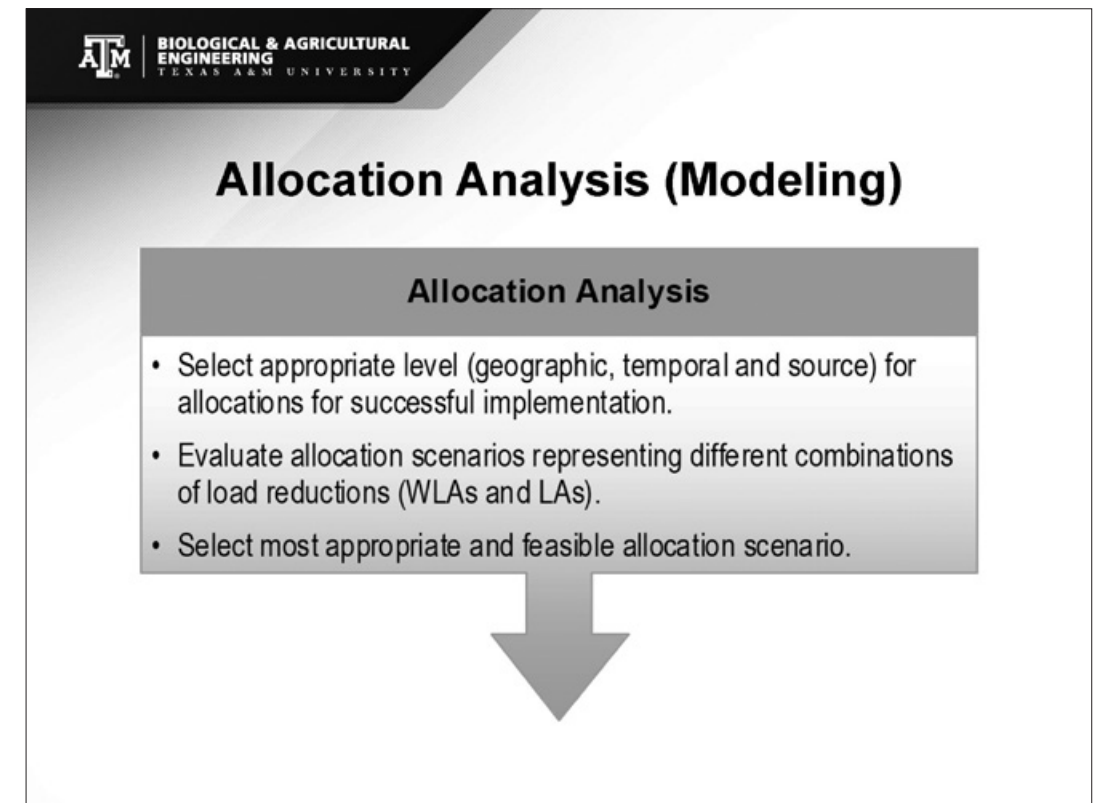 ATM
BIOLOGICAL & AGRICULTURAL
ENGINEERING
TEXAS A&M UNIVERSITY
Allocation Analysis (Modeling)
Allocation Analysis
• Select appropriate level (geographic, temporal and source) for
allocations for successful implementation.
• Evaluate allocation scenarios representing different combinations
of load reductions (WLAs and LAs).
• Select most appropriate and feasible allocation scenario.